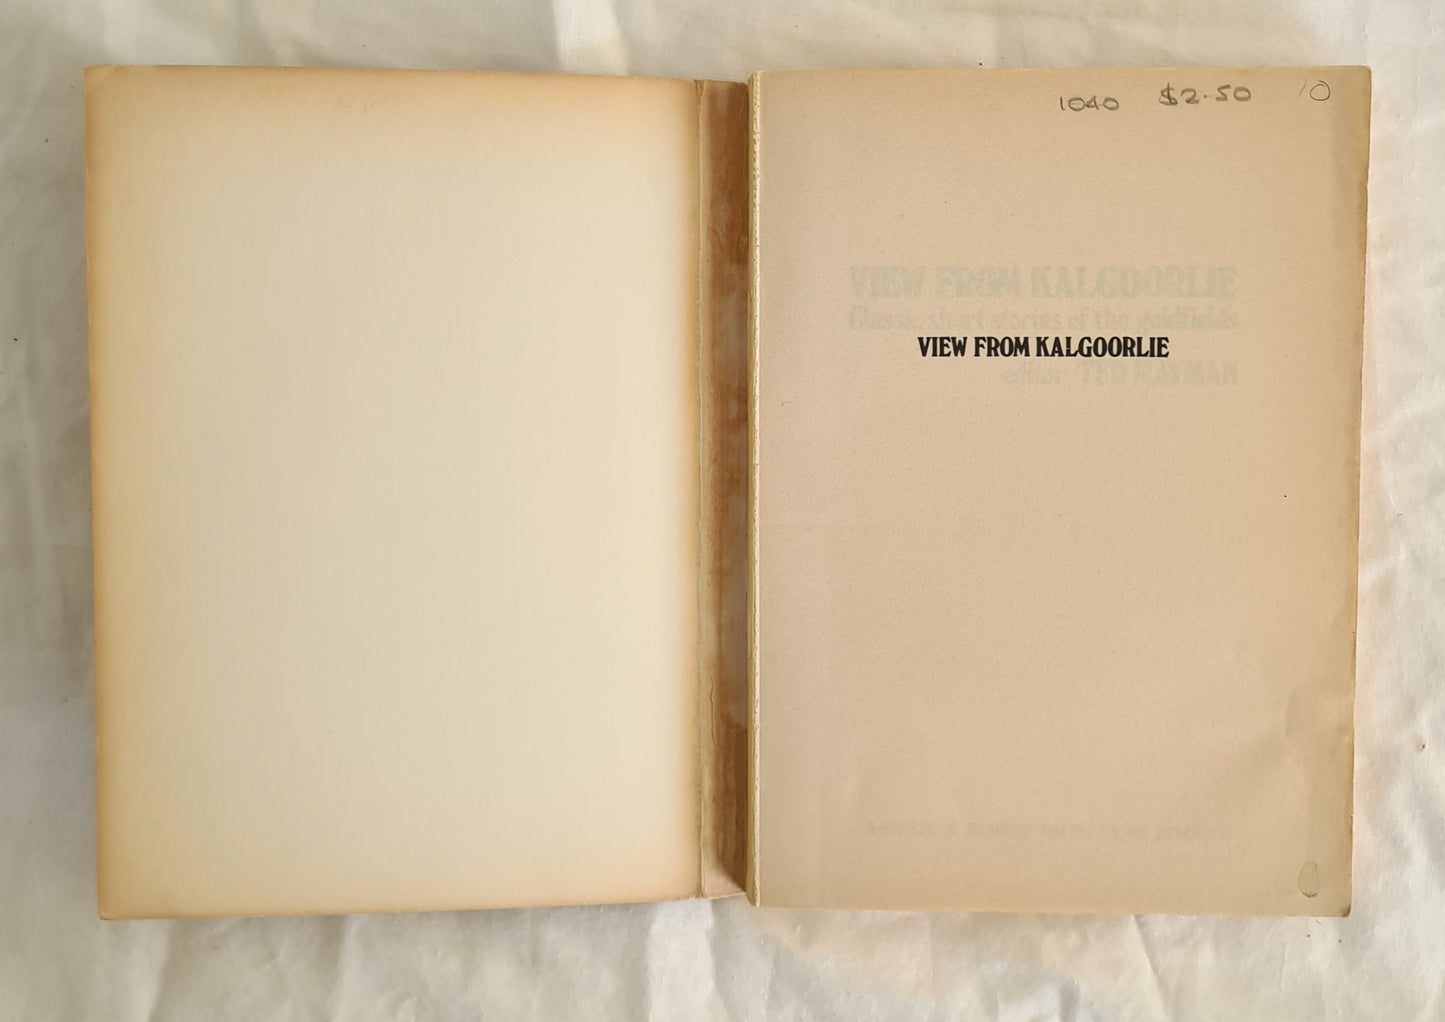 1040 $2-50 10
VIEW FROM KALGOORLIE
Classic short stories of the goldfields
VIEW FROM KALGOORLIE
editor TED MAYMAN